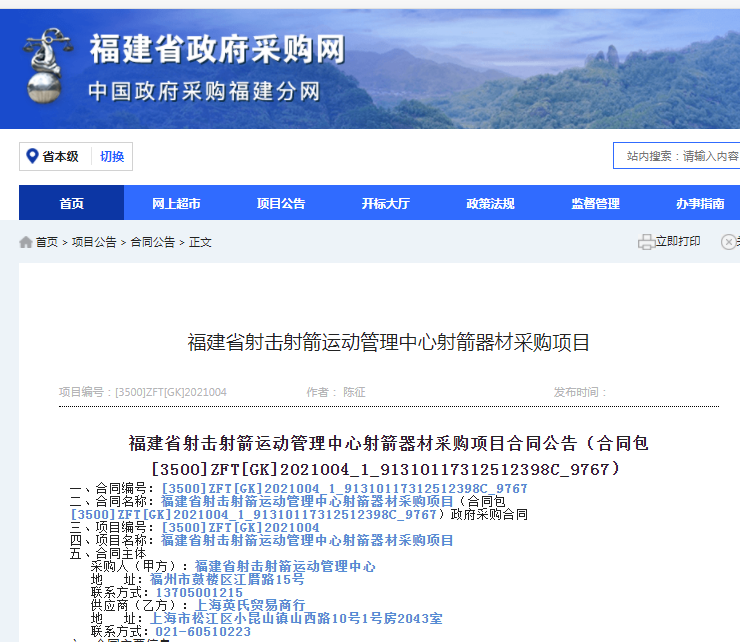 福建省政府采购网
中国政府采购福建分网
省本级 切换
站内搜索：请输入内容
首页 网上超市 项目公告 开标大厅 政策法规 监督管理 办事指南
首页 > 项目公告 > 合同公告 > 正文 立即打印
福建省射击射箭运动管理中心射箭器材采购项目
项目编号：[3500]ZFT[GK]2021004 作者： 陈征 发布时间：
福建省射击射箭运动管理中心射箭器材采购项目合同公告（合同包
[3500]ZFT[GK]2021004_1_91310117312512398C_9767）
一、合同编号：[3500]ZFT[GK]2021004_1_91310117312512398C_9767
二、合同名称：福建省射击射箭运动管理中心射箭器材采购项目（合同包
[3500]ZFT[GK]2021004_1_91310117312512398C_9767）政府采购合同
三、项目编号：[3500]ZFT[GK]2021004
四、项目名称：福建省射击射箭运动管理中心射箭器材采购项目
五、合同主体
采购人（甲方）：福建省射击射箭运动管理中心
地 址：福州市鼓楼区江厝路15号
联系方式：13705001215
供应商（乙方）：上海英氏贸易商行
地 址：上海市松江区小昆山镇山西路10号1号房2043室
联系方式：021-60510223